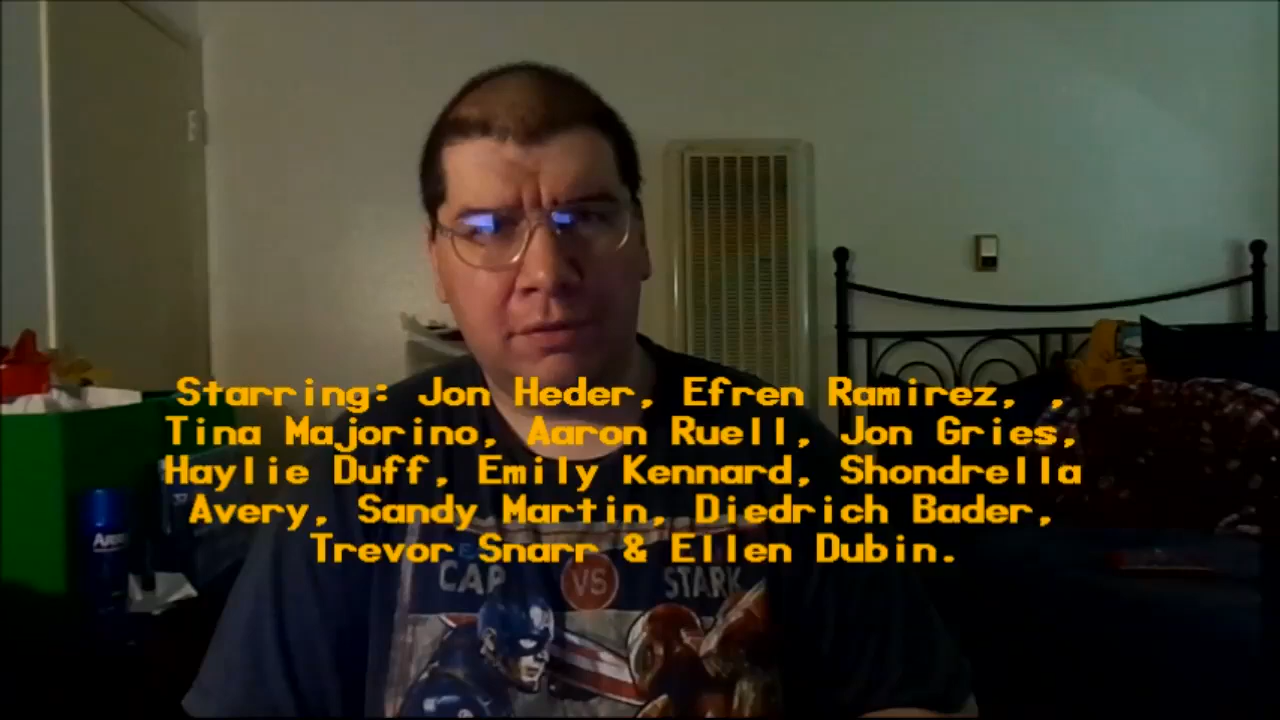 Starring: Jon Heder, Efren Ramirez, ,
Tina Majorino, Aaron Ruell, Jon Gries,
Haylie Duff, Emily Kennard, Shondrella
Avery, Sandy Martin, Diedrich Bader,
Trevor Snarr & Ellen Dubin.
CAP VS STARK